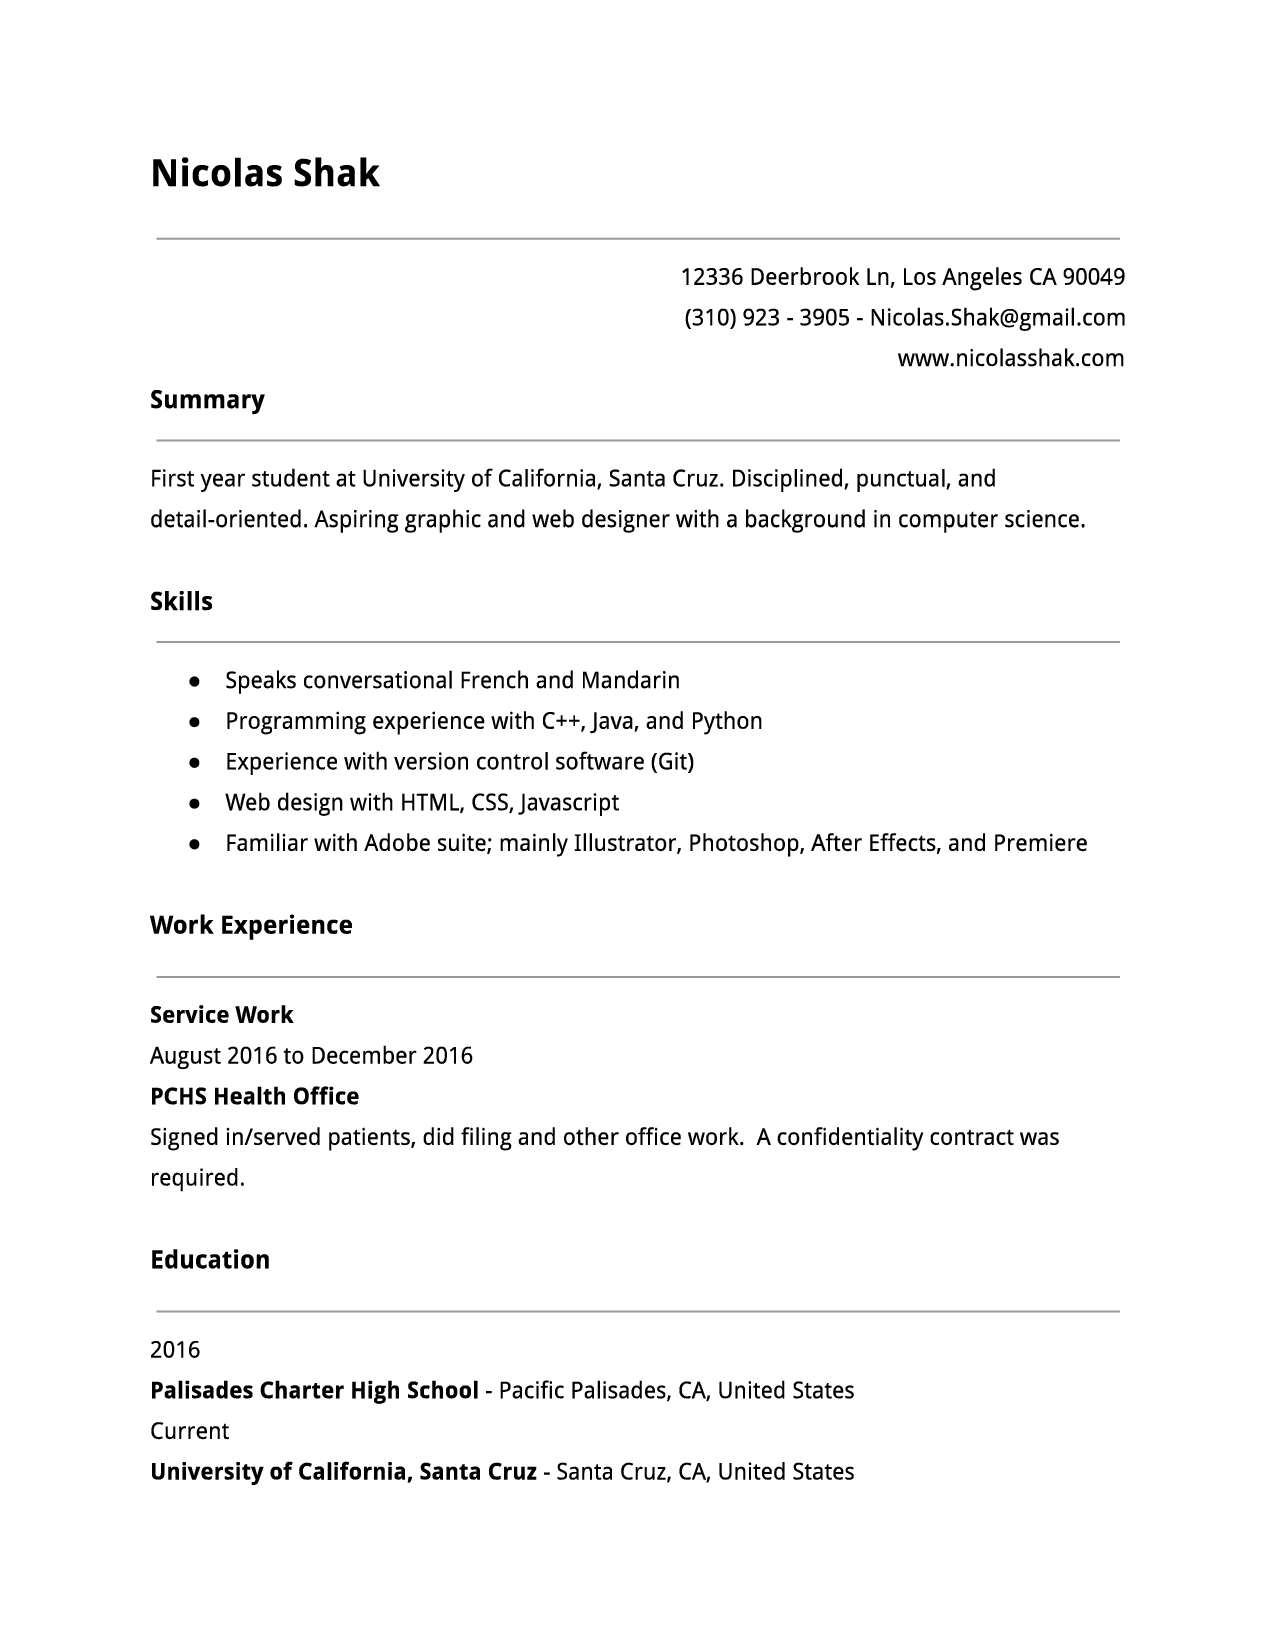 Nicolas Shak
12336 Deerbrook Ln, Los Angeles CA 90049
(310) 923 - 3905 - Nicolas.Shak@gmail.com
www.nicolasshak.com
Summary
First year student at University of California, Santa Cruz. Disciplined, punctual, and
detail-oriented. Aspiring graphic and web designer with a background in computer science.
Skills
● Speaks conversational French and Mandarin
● Programming experience with C++, Java, and Python
● Experience with version control software (Git)
● Web design with HTML, CSS, Javascript
● Familiar with Adobe suite; mainly Illustrator, Photoshop, After Effects, and Premiere
Work Experience
Service Work
August 2016 to December 2016
PCHS Health Office
Signed in/served patients, did filing and other office work.  A confidentiality contract was
required.
Education
2016
Palisades Charter High School - Pacific Palisades, CA, United States
Current
University of California, Santa Cruz - Santa Cruz, CA, United States